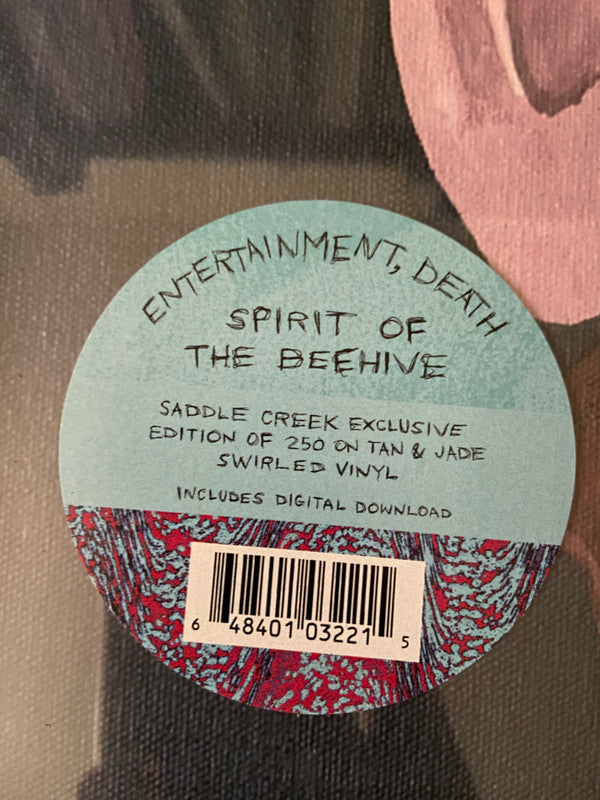 ENTERTAINMENT, DEATH
SPIRIT OF
THE BEEHIVE
SADDLE CREEK EXCLUSIVE
EDITION OF 250 ON TAN & JADE
SWIRLED VINYL
INCLUDES DIGITAL DOWNLOAD
6 48401 03221 5